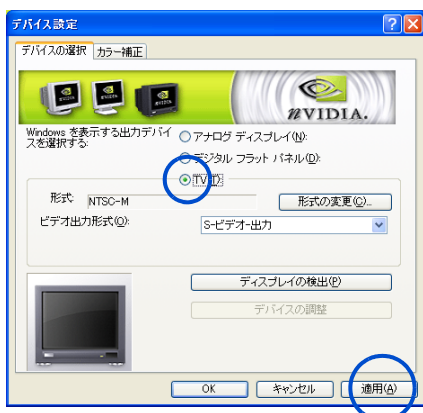 デバイス設定
デバイスの選択 カラー補正
NVIDIA.
Windows を表示する出力デバイスを選択する:
アナログ ディスプレイ(N):
デジタル フラット パネル(D):
TV(T):
形式: NTSC-M 形式の変更(C)...
ビデオ出力形式(O): S-ビデオ-出力
ディスプレイの検出(P)
デバイスの調整
OK キャンセル 適用(A)